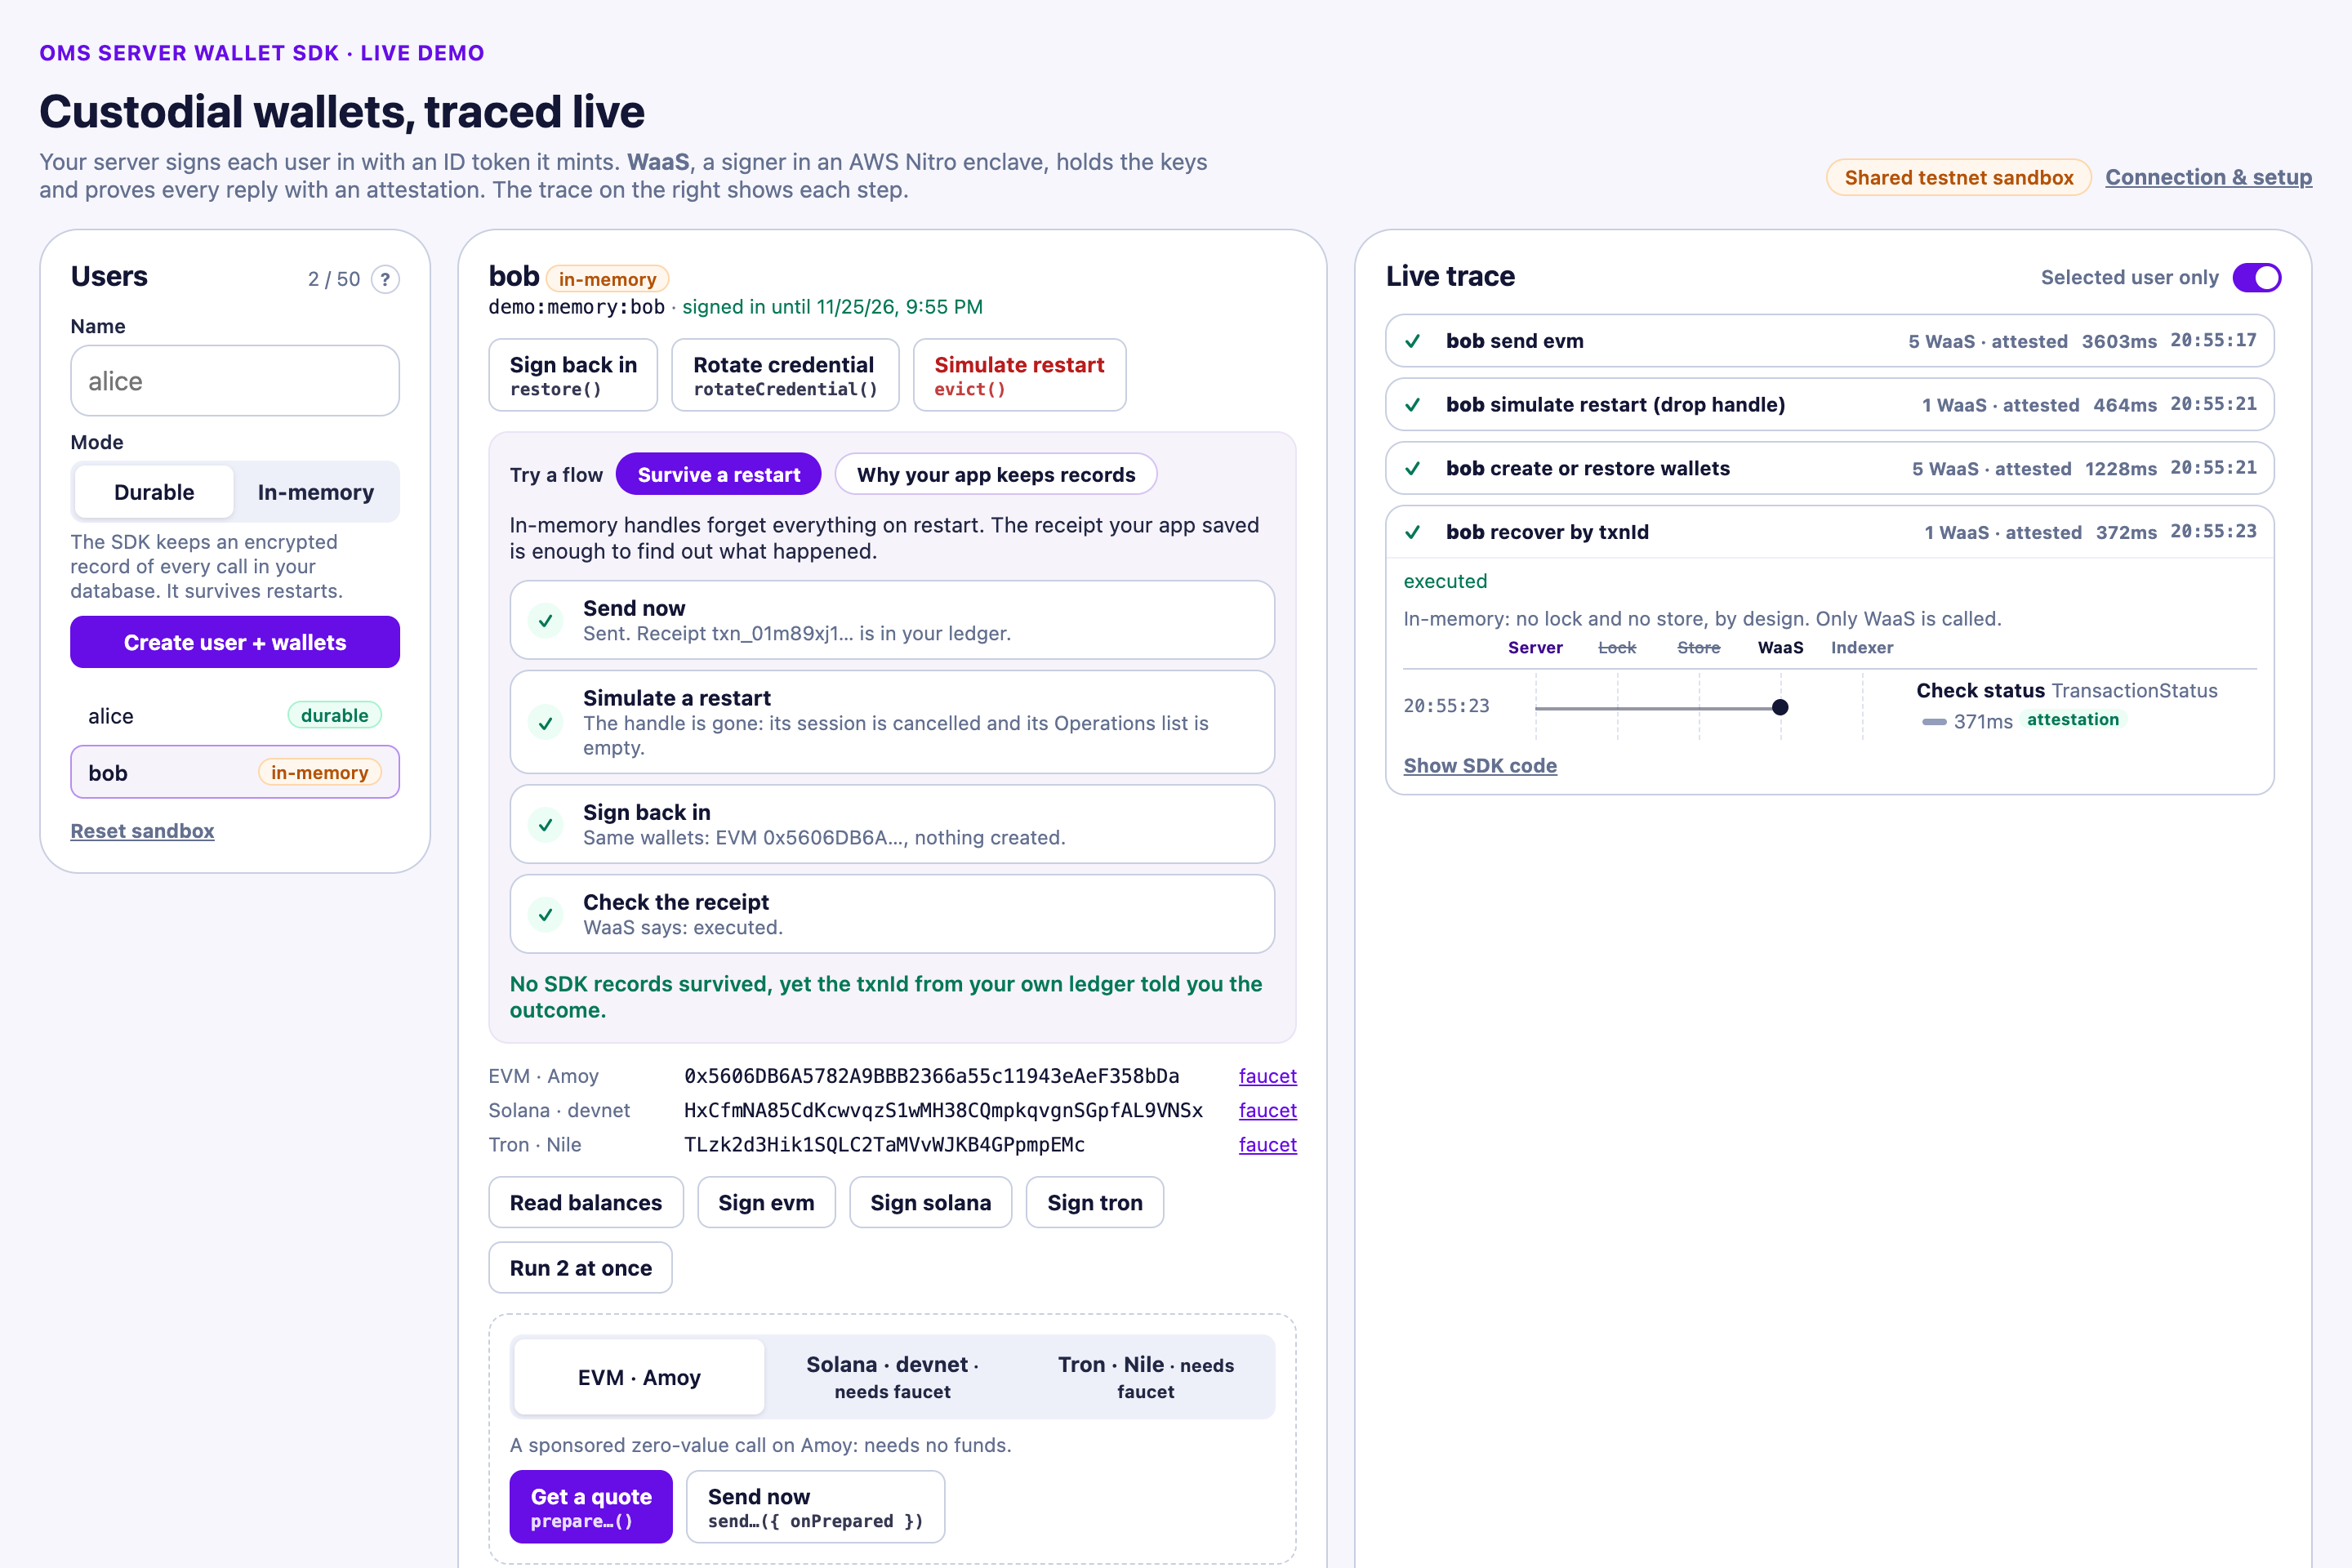 OMS SERVER WALLET SDK · LIVE DEMO
Custodial wallets, traced live
Your server signs each user in with an ID token it mints. WaaS, a signer in an AWS Nitro enclave, holds the keys
and proves every reply with an attestation. The trace on the right shows each step.
Shared testnet sandbox
Connection & setup
Users
2 / 50 ?
Name
alice
Mode
Durable
In-memory
The SDK keeps an encrypted
record of every call in your
database. It survives restarts.
Create user + wallets
alice durable
bob in-memory
Reset sandbox
bob in-memory
demo:memory:bob · signed in until 11/25/26, 9:55 PM
Sign back in
restore()
Rotate credential
rotateCredential()
Simulate restart
evict()
Try a flow
Survive a restart
Why your app keeps records
In-memory handles forget everything on restart. The receipt your app saved
is enough to find out what happened.
Send now
Sent. Receipt txn_01m89xj1... is in your ledger.
Simulate a restart
The handle is gone: its session is cancelled and its Operations list is
empty.
Sign back in
Same wallets: EVM 0x5606DB6A..., nothing created.
Check the receipt
WaaS says: executed.
No SDK records survived, yet the txnId from your own ledger told you the
outcome.
EVM · Amoy 0x5606DB6A5782A9BBB2366a55c11943eAeF358bDa faucet
Solana · devnet HxCfmNA85CdKcwvqzS1wMH38CQmpkqvgnSGpfAL9VNSx faucet
Tron · Nile TLzk2d3Hik1SQLC2TaMVvWJKB4GPpmpEMc faucet
Read balances
Sign evm
Sign solana
Sign tron
Run 2 at once
EVM · Amoy
Solana · devnet ·
needs faucet
Tron · Nile · needs
faucet
A sponsored zero-value call on Amoy: needs no funds.
Get a quote
prepare…()
Send now
send…({ onPrepared })
Live trace
Selected user only
bob send evm 5 WaaS · attested 3603ms 20:55:17
bob simulate restart (drop handle) 1 WaaS · attested 464ms 20:55:21
bob create or restore wallets 5 WaaS · attested 1228ms 20:55:21
bob recover by txnId 1 WaaS · attested 372ms 20:55:23
executed
In-memory: no lock and no store, by design. Only WaaS is called.
Server Lock Store WaaS Indexer
20:55:23
Check status TransactionStatus
371ms attestation
Show SDK code